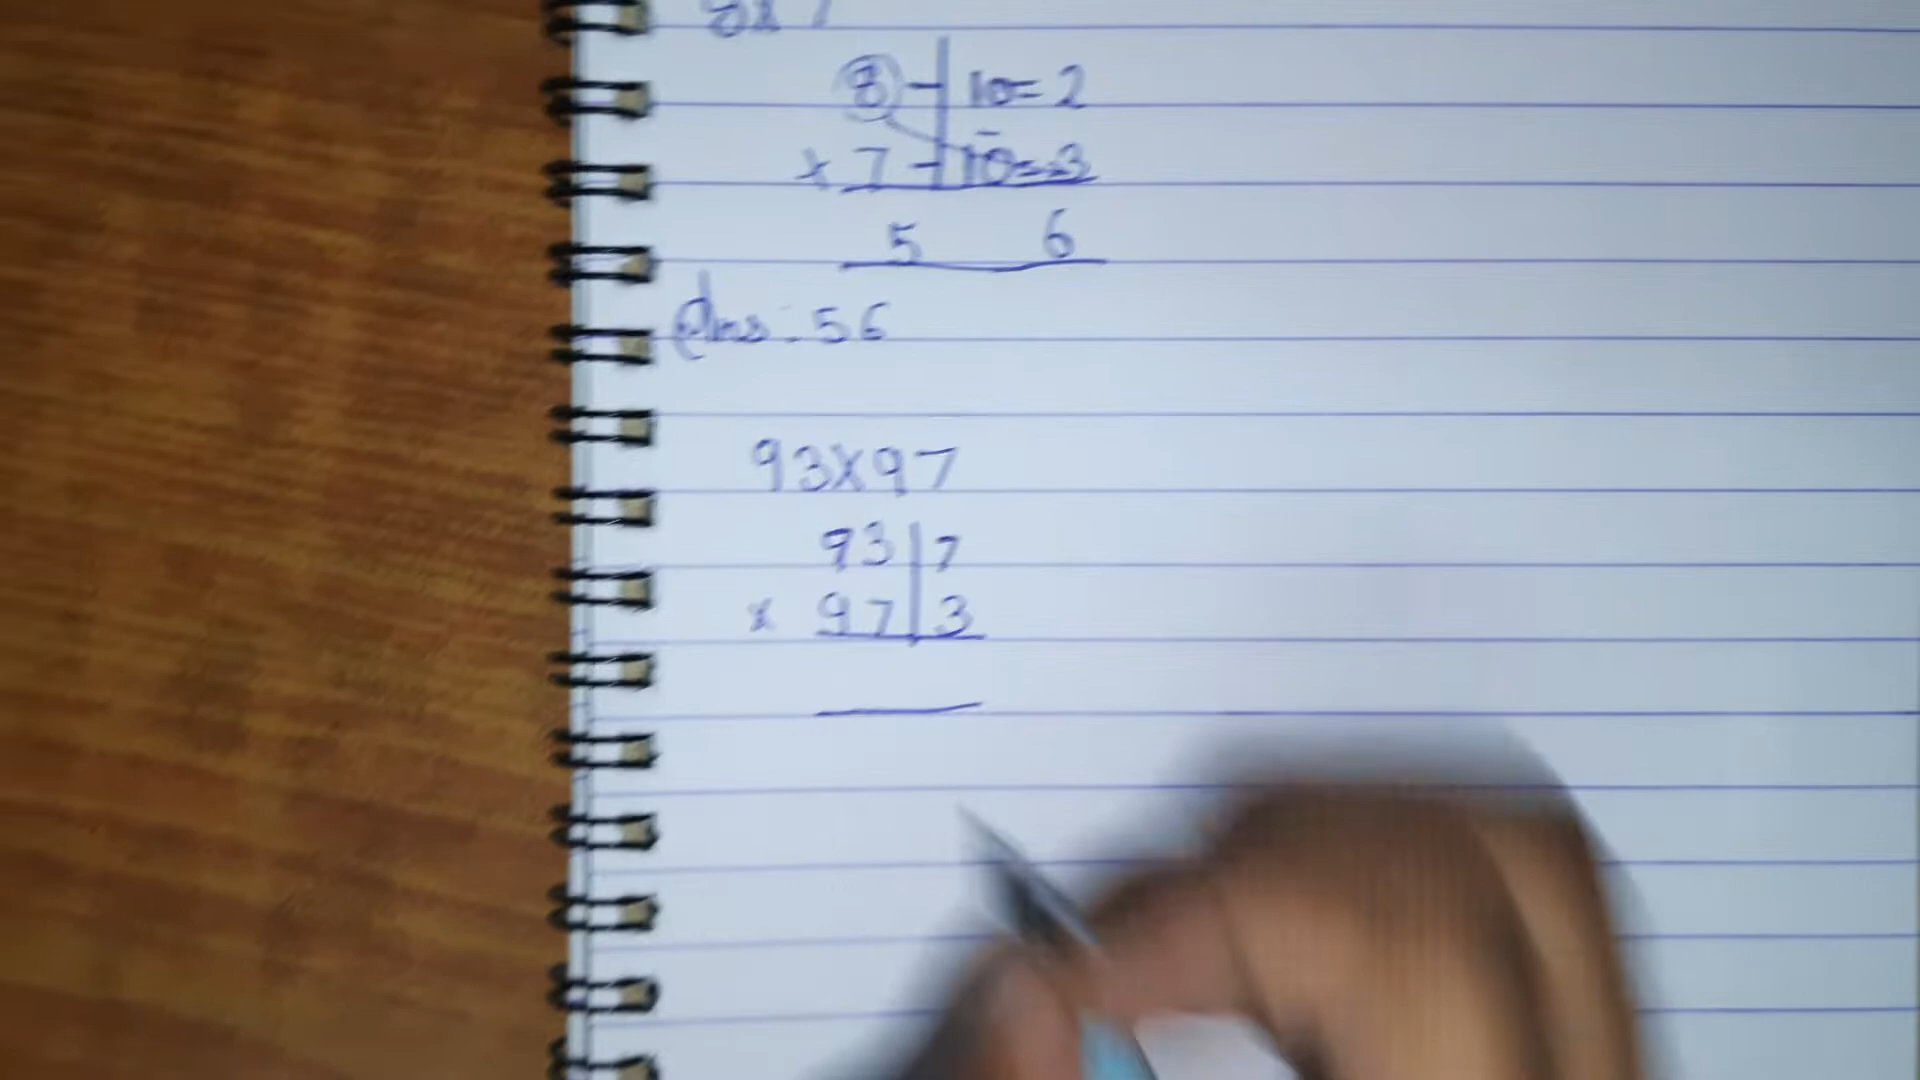 8 - | 10 = 2
x 7 - | 10 = 3
5 6
Ans : 56
93x97
93 | 7
x 97 | 3